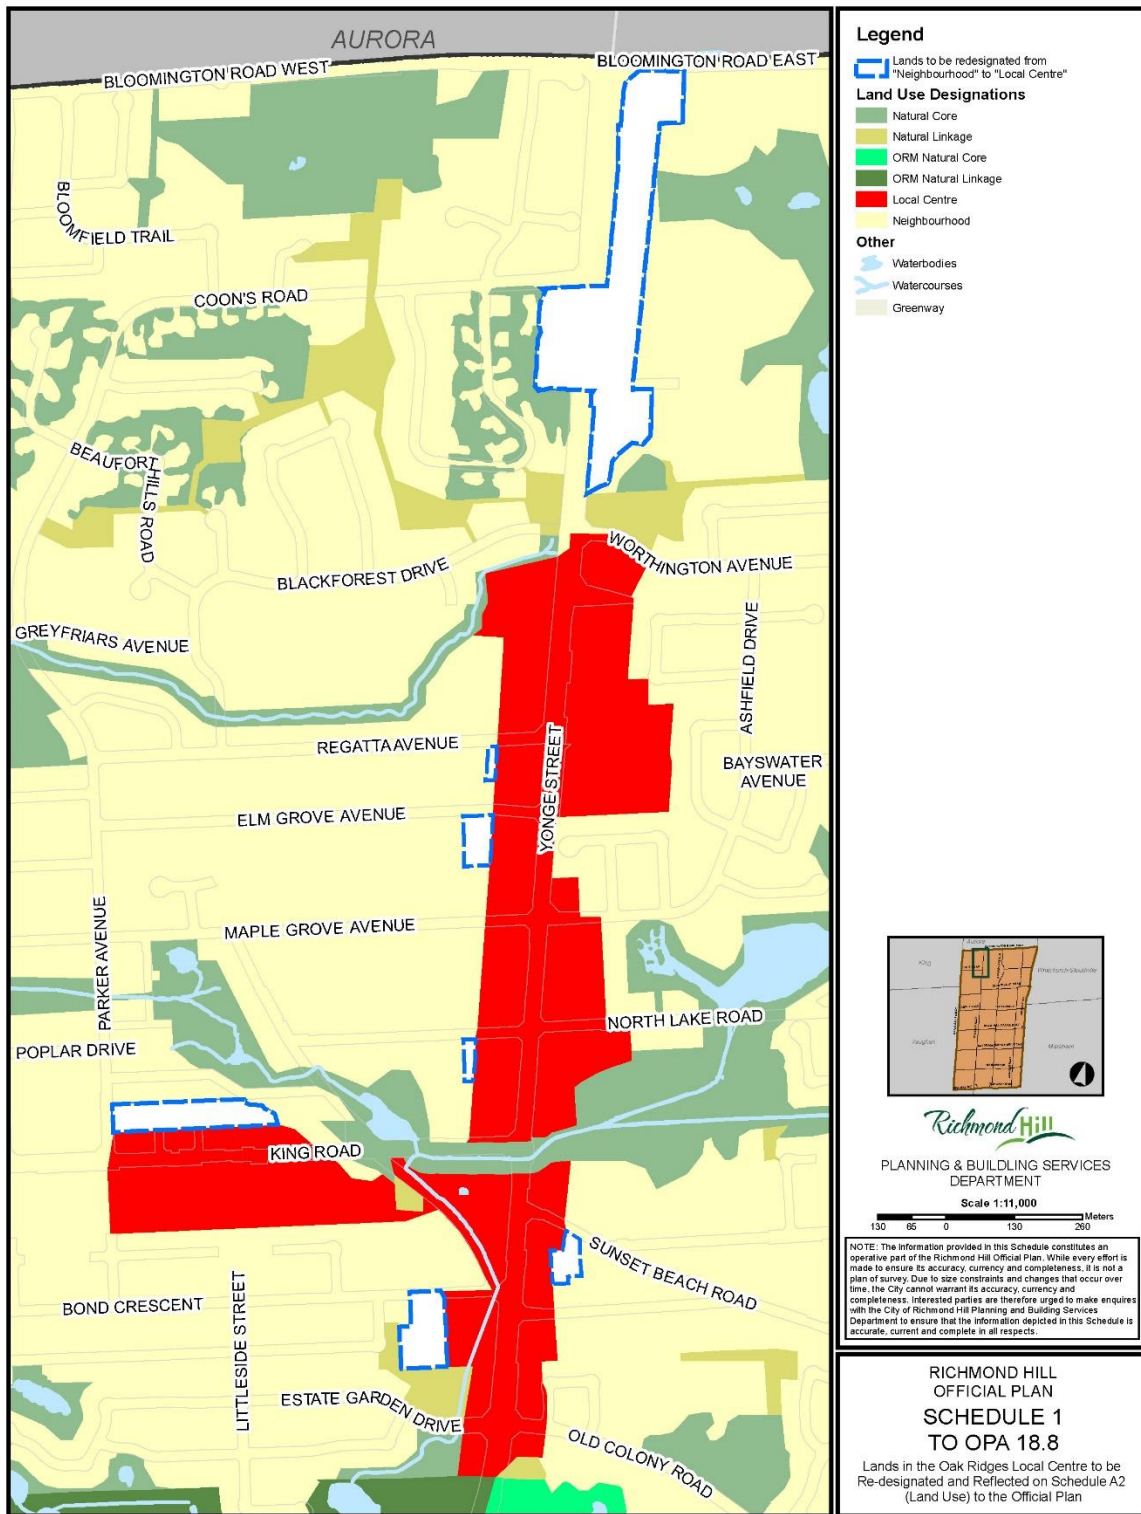 AURORA
BLOOMINGTON ROAD WEST
BLOOMINGTON ROAD EAST
BLOOMFIELD TRAIL
COON'S ROAD
BEAUFORT HILLS ROAD
BLACKFOREST DRIVE
WORTHINGTON AVENUE
GREYFRIARS AVENUE
ASHFIELD DRIVE
REGATTA AVENUE
YONGE STREET
BAYSWATER
AVENUE
ELM GROVE AVENUE
MAPLE GROVE AVENUE
PARKER AVENUE
NORTH LAKE ROAD
POPLAR DRIVE
KING ROAD
SUNSET BEACH ROAD
BOND CRESCENT
LITTLESIDE STREET
ESTATE GARDEN DRIVE
OLD COLONY ROAD
Legend
Lands to be redesignated from
"Neighbourhood" to "Local Centre"
Land Use Designations
Natural Core
Natural Linkage
ORM Natural Core
ORM Natural Linkage
Local Centre
Neighbourhood
Other
Waterbodies
Watercourses
Greenway
Aurora
King
Whitchurch-Stouffville
Vaughan
Markham
Richmond Hill
PLANNING & BUILDLING SERVICES
DEPARTMENT
Scale 1:11,000
130 65 0 130 260 Meters
NOTE: The information provided in this Schedule constitutes an
operative part of the Richmond Hill Official Plan. While every effort is
made to ensure its accuracy, currency and completeness, it is not a
plan of survey. Due to size constraints and changes that occur over
time, the City cannot warrant its accuracy, currency and
completeness. Interested parties are therefore urged to make enquires
with the City of Richmond Hill Planning and Building Services
Department to ensure that the information depicted in this Schedule is
accurate, current and complete in all respects.
RICHMOND HILL
OFFICIAL PLAN
SCHEDULE 1
TO OPA 18.8
Lands in the Oak Ridges Local Centre to be
Re-designated and Reflected on Schedule A2
(Land Use) to the Official Plan